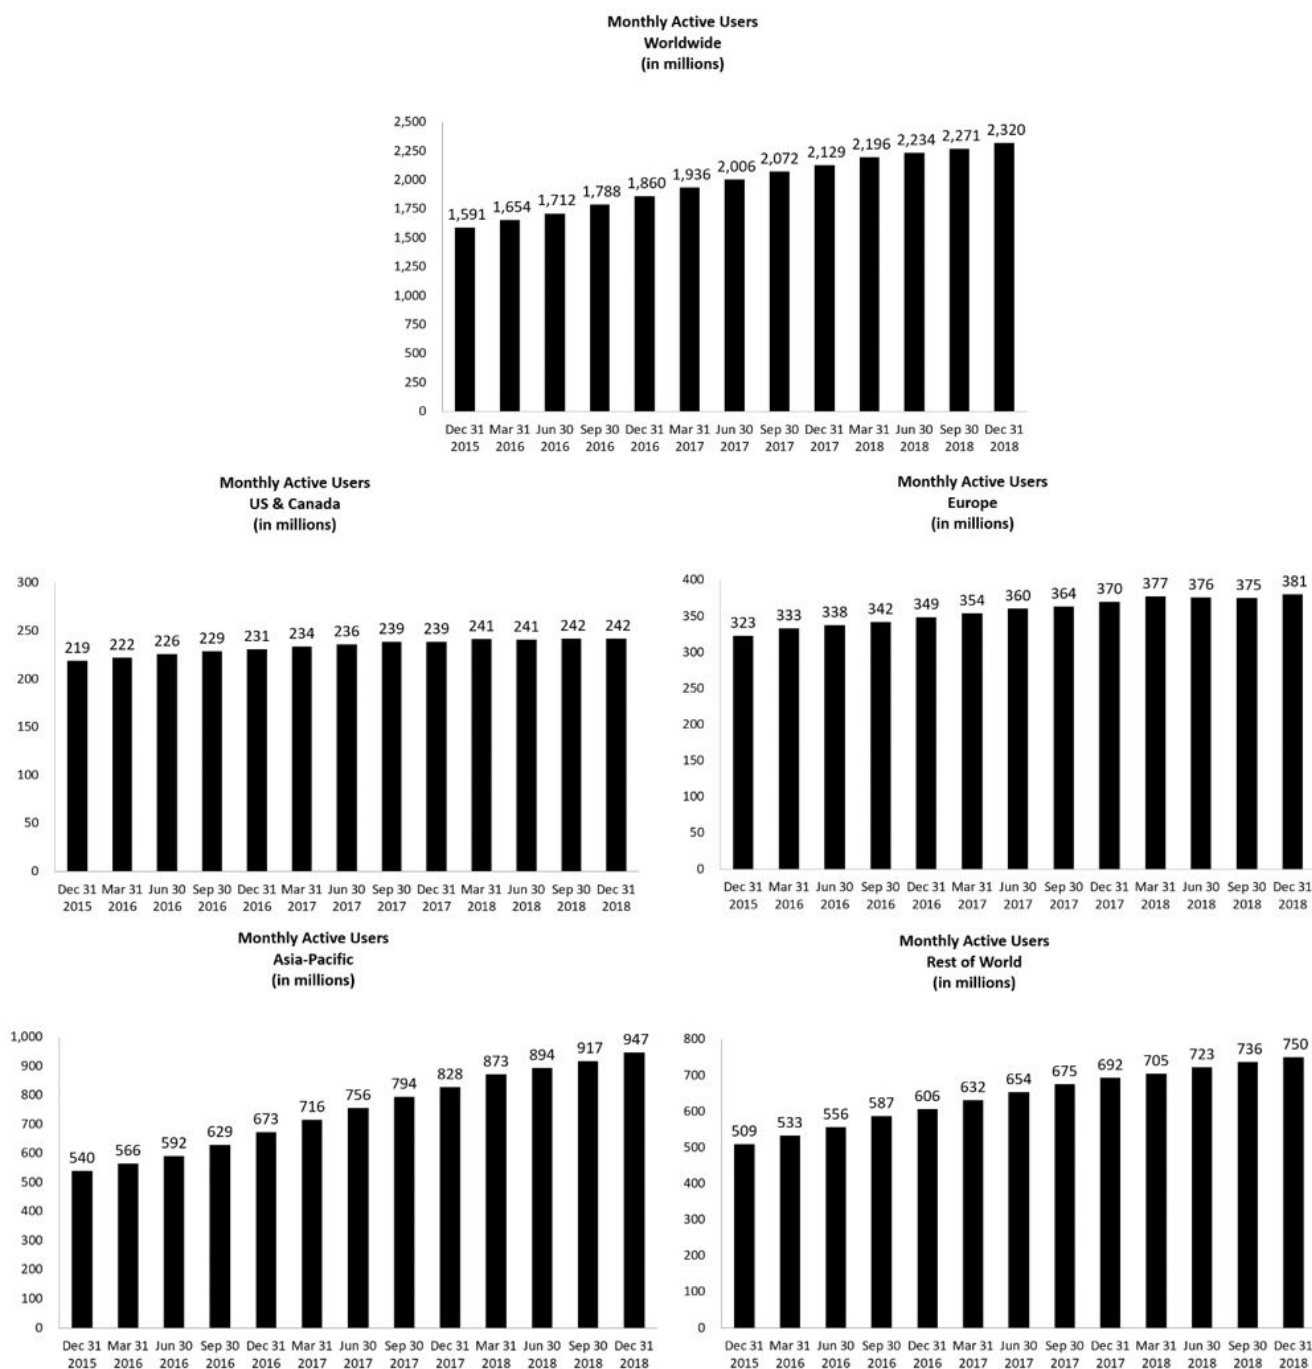 Monthly Active Users
Worldwide
(in millions)
2,500
2,250
2,000
1,750
1,500
1,250
1,000
750
500
250
0
1,591 1,654 1,712 1,788 1,860 1,936 2,006 2,072 2,129 2,196 2,234 2,271 2,320
Dec 31 Mar 31 Jun 30 Sep 30 Dec 31 Mar 31 Jun 30 Sep 30 Dec 31 Mar 31 Jun 30 Sep 30 Dec 31
2015 2016 2016 2016 2016 2017 2017 2017 2017 2018 2018 2018 2018
Monthly Active Users
US & Canada
(in millions)
300
250
200
150
100
50
0
219 222 226 229 231 234 236 239 239 241 241 242 242
Dec 31 Mar 31 Jun 30 Sep 30 Dec 31 Mar 31 Jun 30 Sep 30 Dec 31 Mar 31 Jun 30 Sep 30 Dec 31
2015 2016 2016 2016 2016 2017 2017 2017 2017 2018 2018 2018 2018
Monthly Active Users
Europe
(in millions)
400
350
300
250
200
150
100
50
0
323 333 338 342 349 354 360 364 370 377 376 375 381
Dec 31 Mar 31 Jun 30 Sep 30 Dec 31 Mar 31 Jun 30 Sep 30 Dec 31 Mar 31 Jun 30 Sep 30 Dec 31
2015 2016 2016 2016 2016 2017 2017 2017 2017 2018 2018 2018 2018
Monthly Active Users
Asia-Pacific
(in millions)
1,000
900
800
700
600
500
400
300
200
100
0
540 566 592 629 673 716 756 794 828 873 894 917 947
Dec 31 Mar 31 Jun 30 Sep 30 Dec 31 Mar 31 Jun 30 Sep 30 Dec 31 Mar 31 Jun 30 Sep 30 Dec 31
2015 2016 2016 2016 2016 2017 2017 2017 2017 2018 2018 2018 2018
Monthly Active Users
Rest of World
(in millions)
800
700
600
500
400
300
200
100
0
509 533 556 587 606 632 654 675 692 705 723 736 750
Dec 31 Mar 31 Jun 30 Sep 30 Dec 31 Mar 31 Jun 30 Sep 30 Dec 31 Mar 31 Jun 30 Sep 30 Dec 31
2015 2016 2016 2016 2016 2017 2017 2017 2017 2018 2018 2018 2018